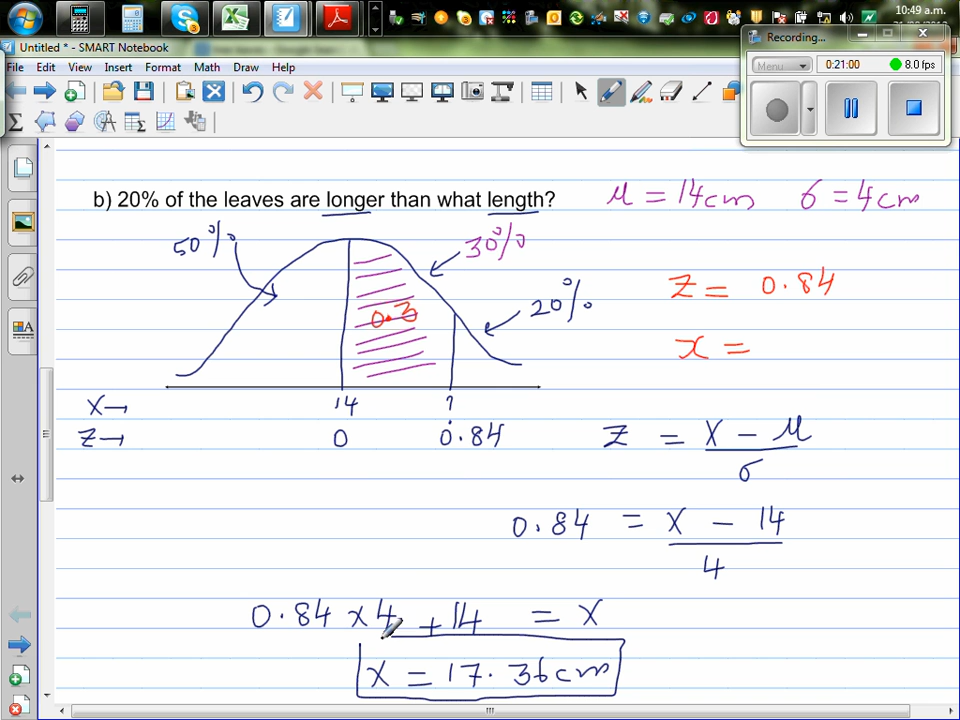 10:49 a.m.
Untitled * - SMART Notebook
Recording...
File Edit View Insert Format Math Draw Help
Menu
0:21:00
8.0 fps
b) 20% of the leaves are longer than what length?
μ = 14cm σ = 4cm
50%
30%
20%
0.3
z = 0.84
x =
X→ 14 ?
Z→ 0 0.84
Z = X - μ
σ
0.84 = X - 14
4
0.84 x 4 + 14 = X
x = 17.36cm